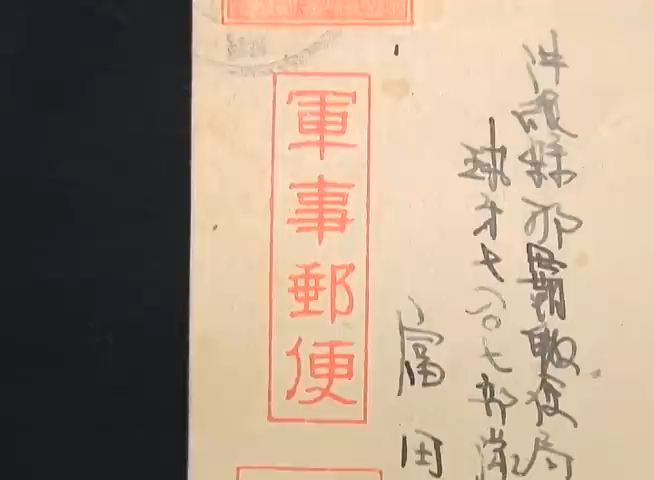 沖縄縣那覇郵便局
球才七八〇七部隊
富田
軍事郵便